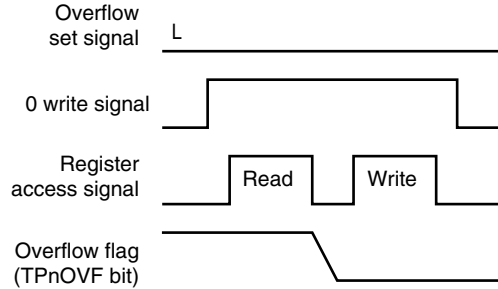 Overflow
set signal
L
0 write signal
Register
access signal
Read
Write
Overflow flag
(TPnOVF bit)